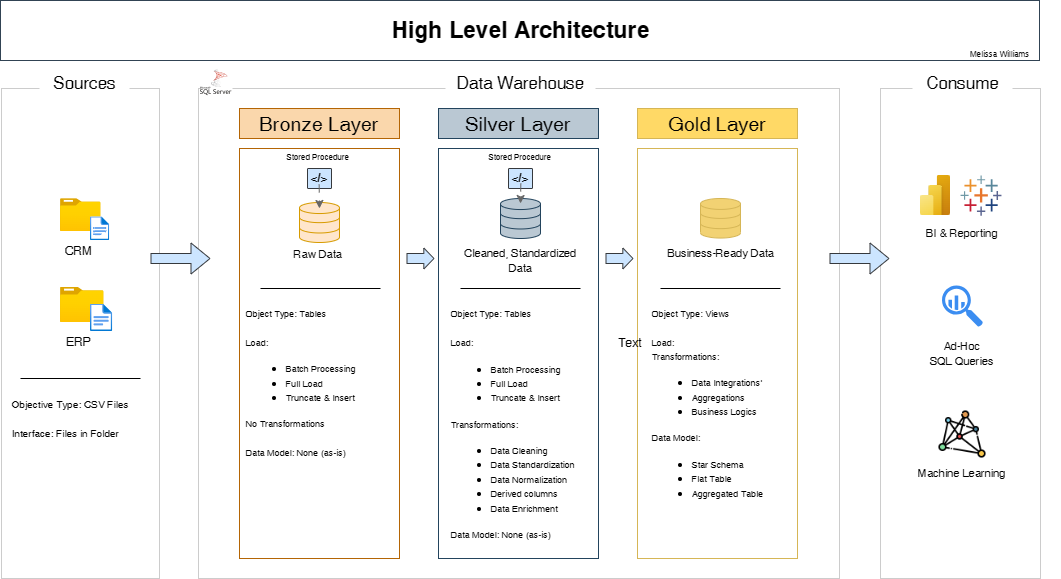 High Level Architecture
Melissa Williams
Sources
CRM
ERP
Objective Type: CSV Files
Interface: Files in Folder
SQL Server
Data Warehouse
Bronze Layer
Stored Procedure
</>
Raw Data
Object Type: Tables
Load:
Batch Processing
Full Load
Truncate & Insert
No Transformations
Data Model: None (as-is)
Silver Layer
Stored Procedure
</>
Cleaned, Standardized
Data
Object Type: Tables
Load:
Batch Processing
Full Load
Truncate & Insert
Transformations:
Data Cleaning
Data Standardization
Data Normalization
Derived columns
Data Enrichment
Data Model: None (as-is)
Gold Layer
Business-Ready Data
Object Type: Views
Text
Load:
Transformations:
Data Integrations'
Aggregations
Business Logics
Data Model:
Star Schema
Flat Table
Aggregated Table
Consume
BI & Reporting
Ad-Hoc
SQL Queries
Machine Learning